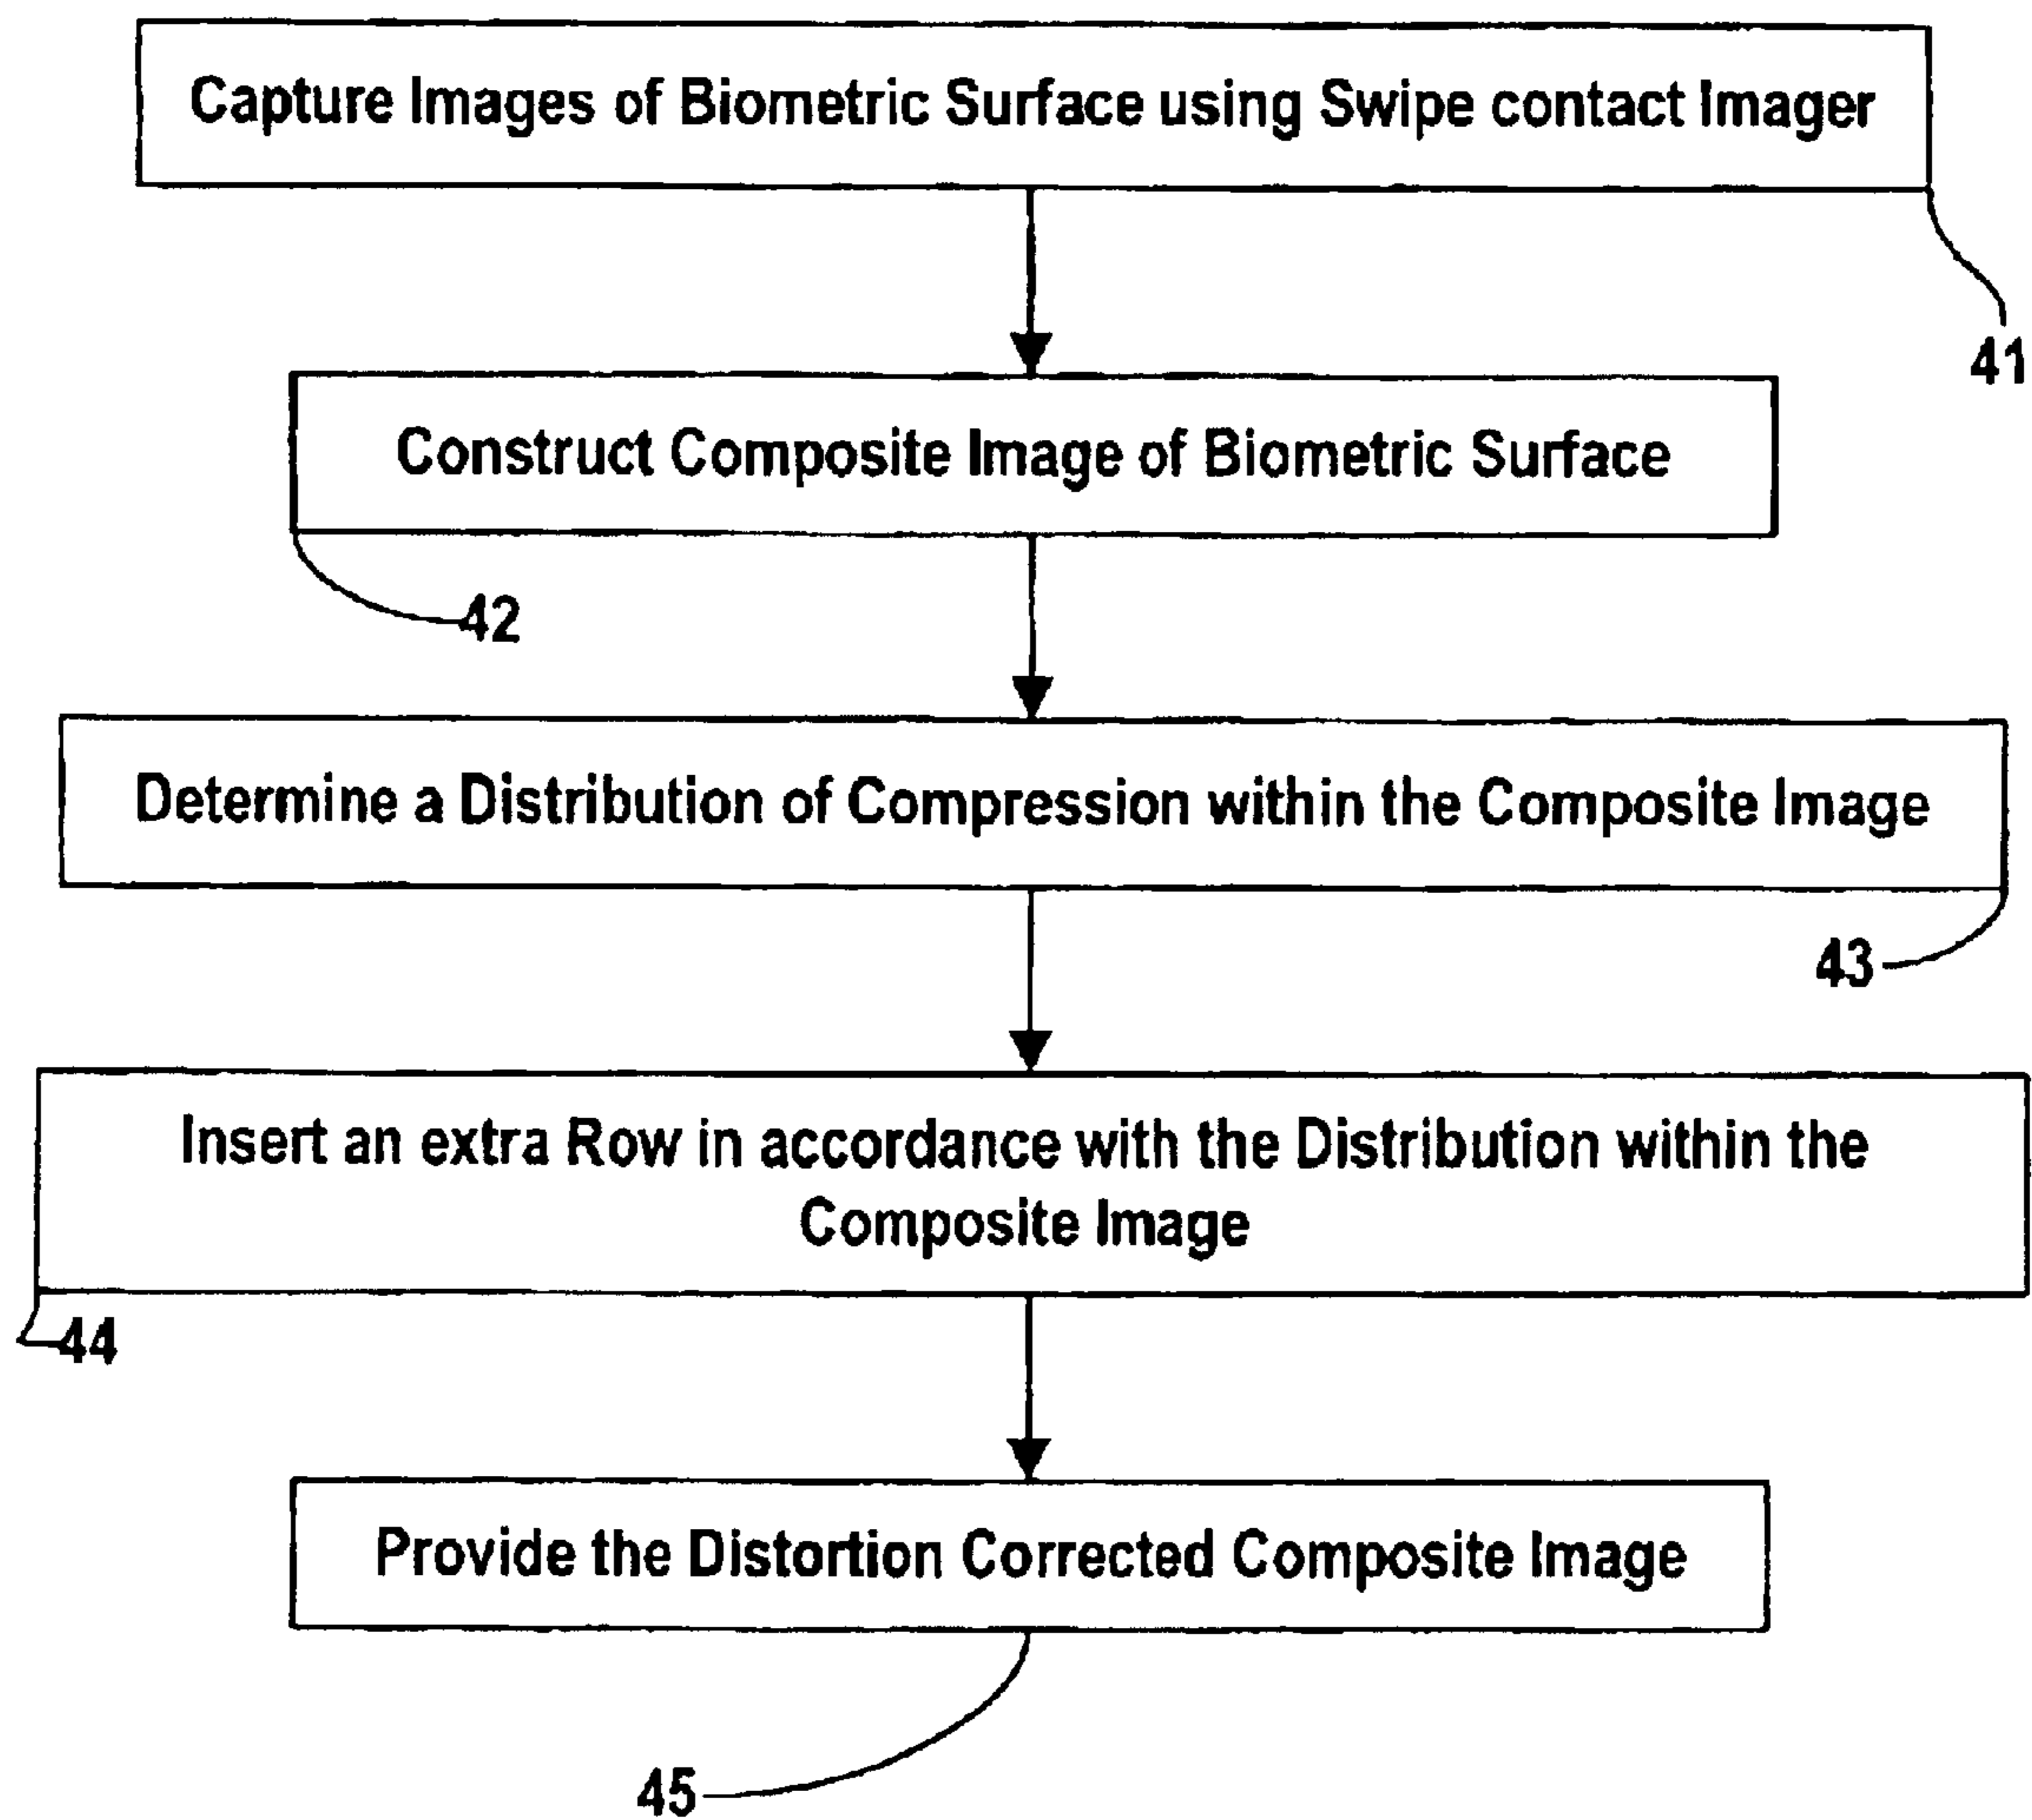 Capture Images of Biometric Surface using Swipe contact Imager
41
Construct Composite Image of Biometric Surface
42
Determine a Distribution of Compression within the Composite Image
43
Insert an extra Row in accordance with the Distribution within the
Composite Image
44
Provide the Distortion Corrected Composite Image
45